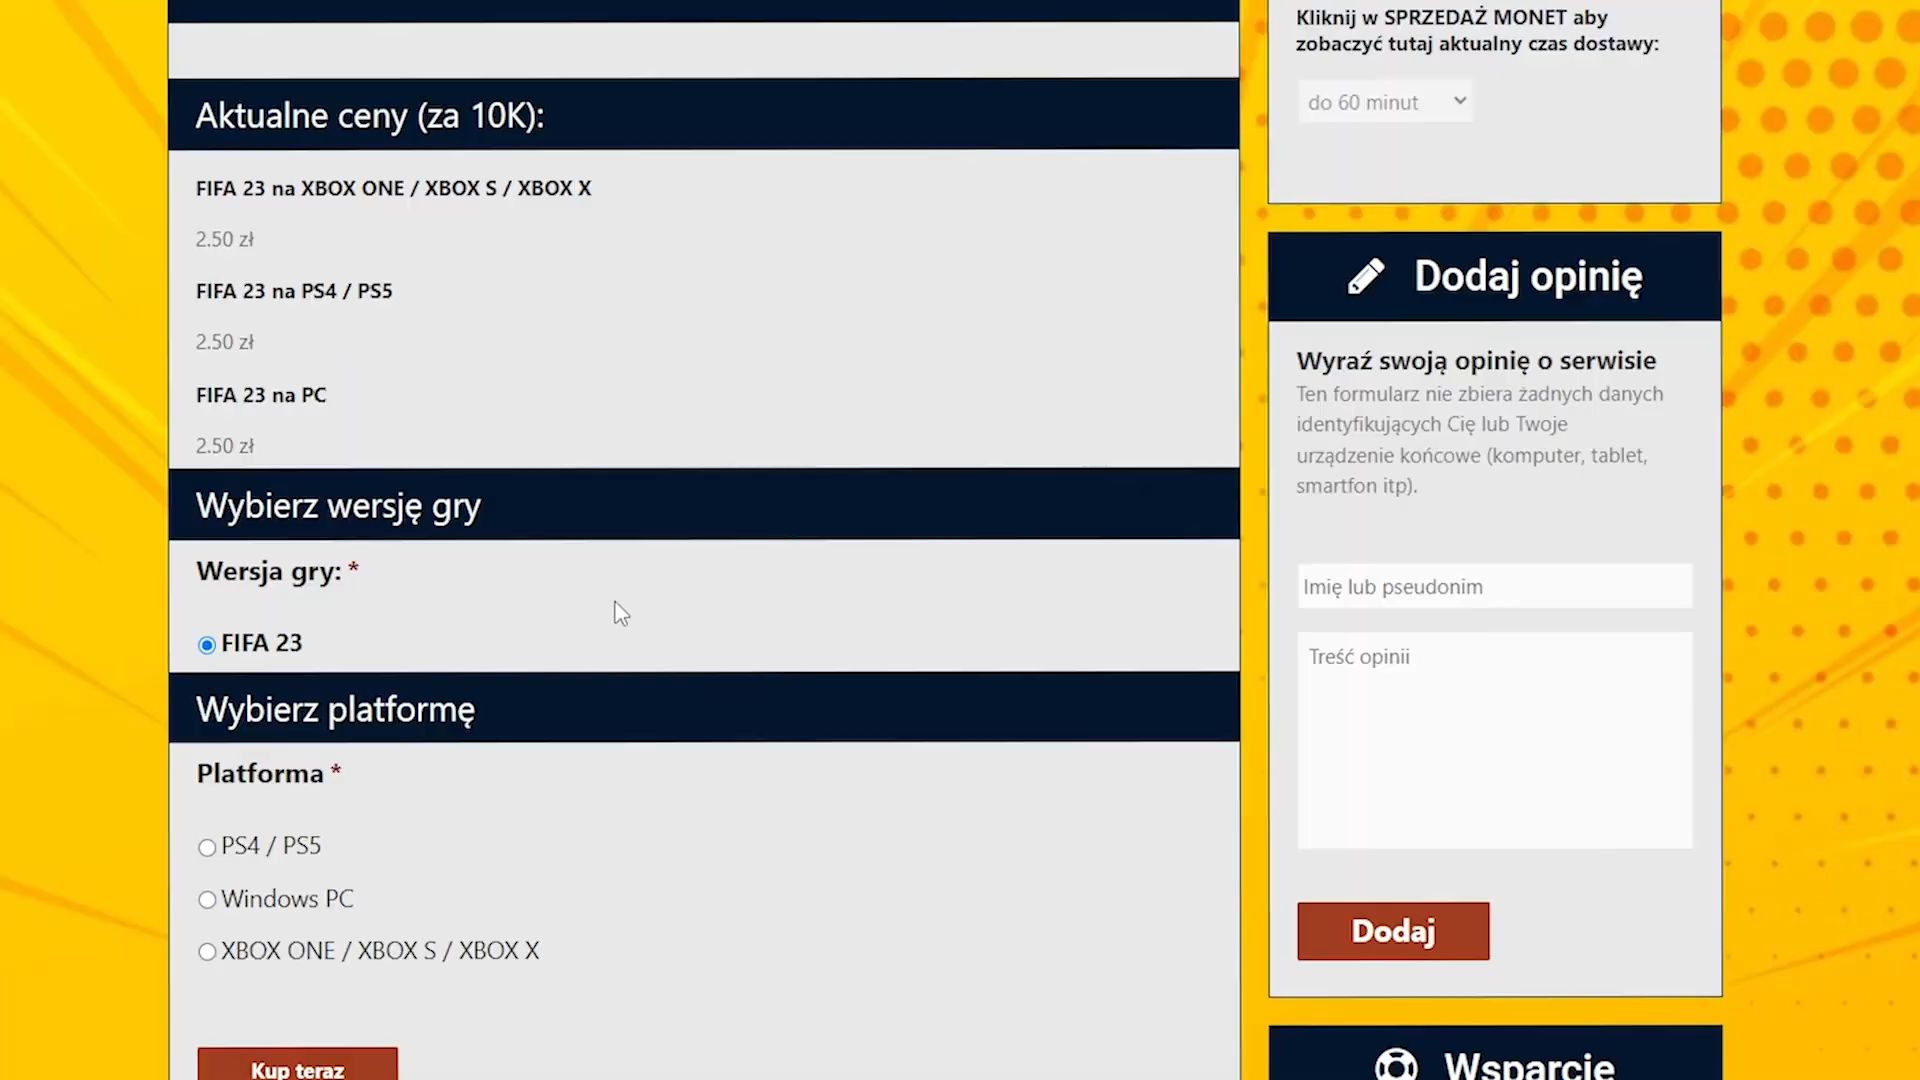 Aktualne ceny (za 10K):
FIFA 23 na XBOX ONE / XBOX S / XBOX X
2.50 zł
FIFA 23 na PS4 / PS5
2.50 zł
FIFA 23 na PC
2.50 zł
Wybierz wersję gry
Wersja gry: *
FIFA 23
Wybierz platformę
Platforma *
PS4 / PS5
Windows PC
XBOX ONE / XBOX S / XBOX X
Kup teraz
Kliknij w SPRZEDAŻ MONET aby
zobaczyć tutaj aktualny czas dostawy:
do 60 minut
Dodaj opinię
Wyraź swoją opinię o serwisie
Ten formularz nie zbiera żadnych danych
identyfikujących Cię lub Twoje
urządzenie końcowe (komputer, tablet,
smartfon itp).
Imię lub pseudonim
Treść opinii
Dodaj
Wsparcie